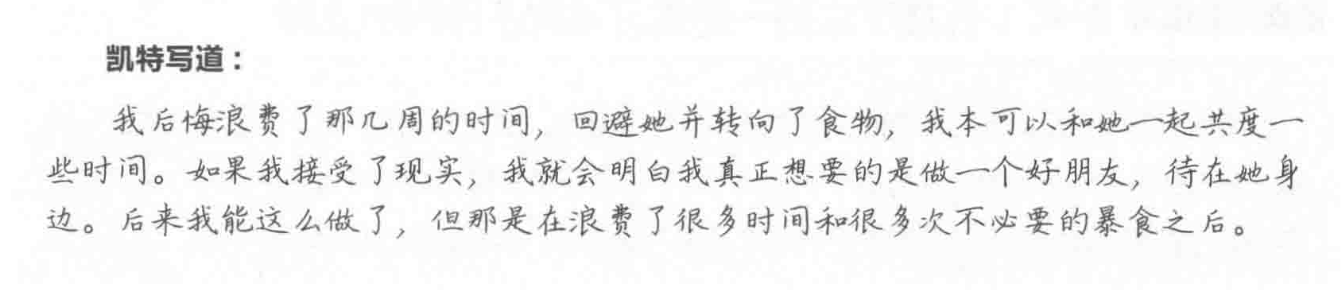 凯特写道：
我后悔浪费了那几周的时间，回避她并转向了食物，我本可以和她一起共度一
些时间。如果我接受了现实，我就会明白我真正想要的是做一个好朋友，待在她身
边。后来我能这么做了，但那是在浪费了很多时间和很多次不必要的暴食之后。